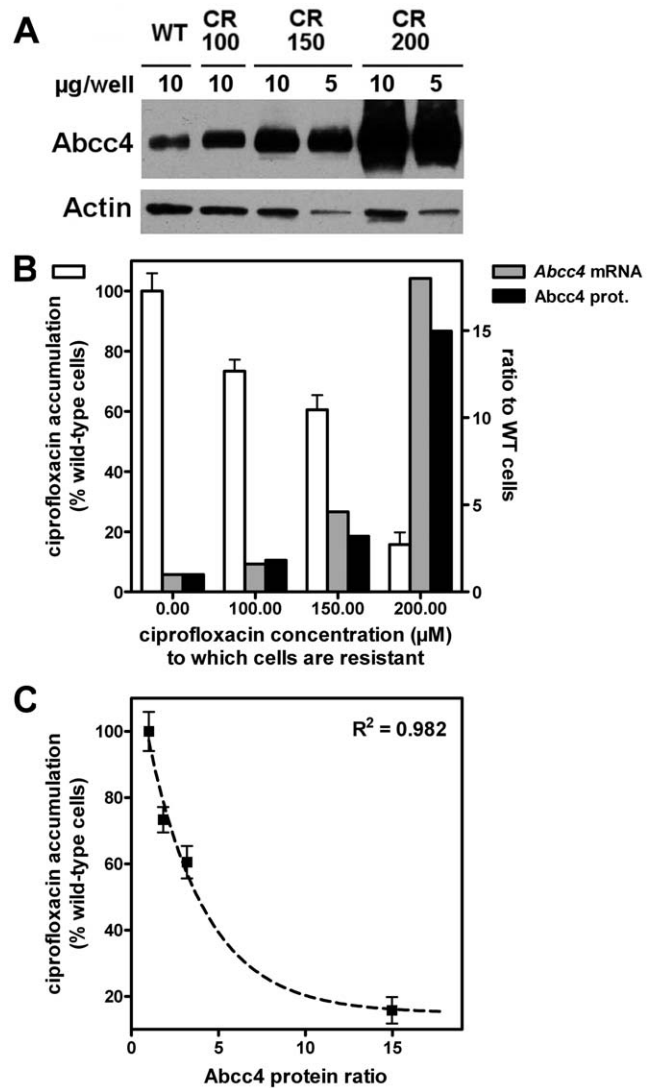 A
WT
CR
100
CR
150
CR
200
µg/well
10 10 10 5 10 5
Abcc4
Actin
B
Abcc4 mRNA
Abcc4 prot.
ciprofloxacin accumulation
(% wild-type cells)
100
80
60
40
20
0
15
10
5
0
ratio to WT
cells
0.00 100.00 150.00 200.00
ciprofloxacin concentration (µM)
to which cells are resistant
C
R² = 0.982
ciprofloxacin accumulation
(% wild-type cells)
100
80
60
40
20
0 5 10 15
Abcc4 protein ratio